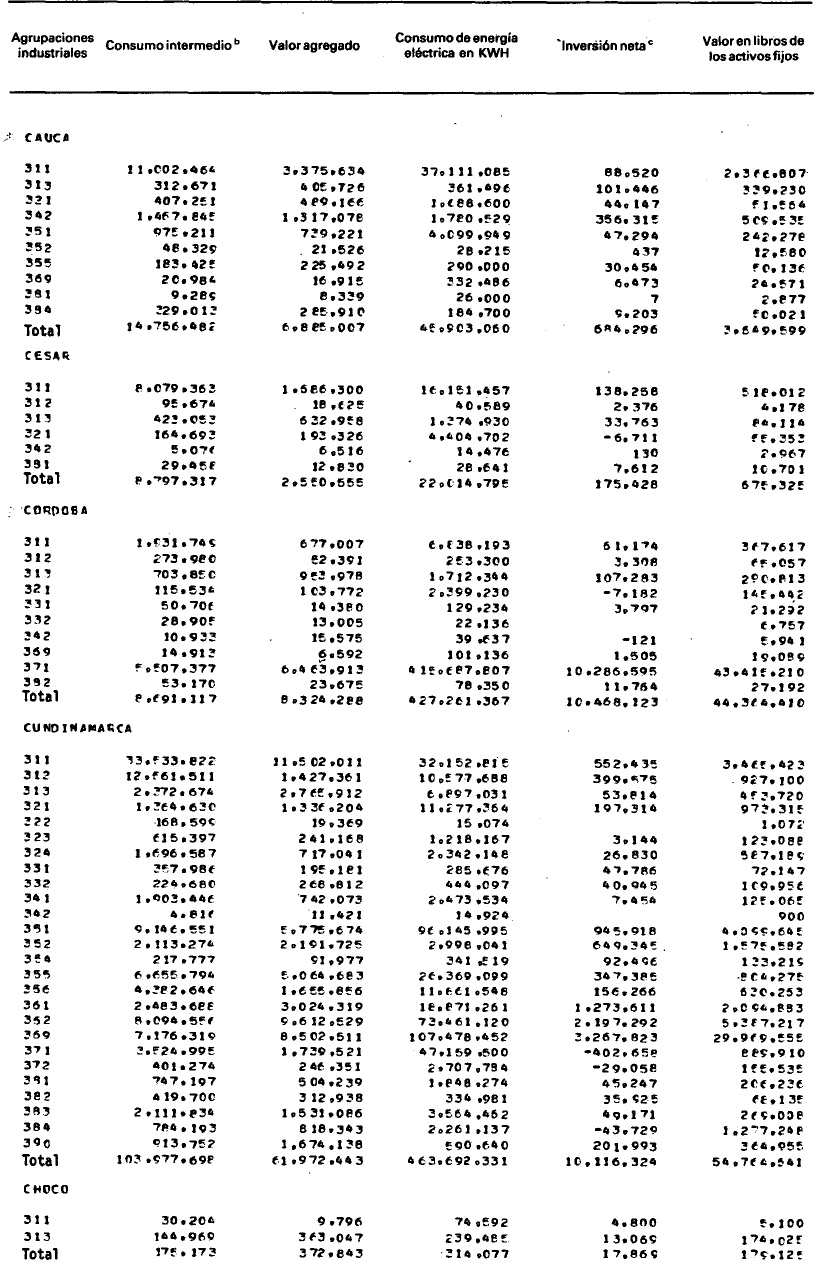 Agrupaciones industriales Consumo intermedio b Valor agregado Consumo de energía eléctrica en KWH Inversión neta c Valor en libros de los activos fijos
CAUCA
311 11.002.464 3.375.634 37.111.085 88.520 2.366.807
313 312.671 405.726 361.496 101.446 339.230
321 407.251 489.166 1.688.600 44.147 51.564
342 1.467.845 1.317.078 1.780.529 356.315 509.535
351 975.211 739.221 4.099.949 47.294 242.278
352 48.329 21.526 28.215 437 12.580
355 183.425 225.492 290.000 30.454 50.136
369 20.984 16.915 332.486 6.473 24.571
381 9.289 8.339 26.000 7 2.877
384 329.013 285.910 184.700 9.203 50.021
Total 14.756.482 6.885.007 45.903.060 684.296 3.649.599
CESAR
311 8.079.363 1.686.300 16.151.457 138.258 518.012
312 95.674 18.625 40.589 2.376 4.178
313 423.053 632.958 1.374.930 33.763 84.114
321 164.693 193.326 4.404.702 -6.711 55.353
342 5.076 6.516 14.476 130 2.967
381 29.458 12.830 28.641 7.612 10.701
Total 8.797.317 2.550.555 22.014.795 175.428 675.325
CORDOBA
311 1.931.749 677.007 6.838.193 61.174 367.617
312 273.980 52.391 253.300 3.308 65.057
313 703.850 953.978 1.712.344 107.283 290.813
321 115.534 103.772 2.399.230 -7.182 145.442
331 50.706 14.380 129.234 3.797 21.292
332 28.905 13.005 22.136 6.757
342 10.933 15.575 39.637 -121 5.941
369 14.913 6.592 101.136 1.505 19.089
371 5.507.377 6.463.913 415.687.807 10.286.595 43.415.210
382 53.170 23.675 78.350 11.764 27.192
Total 8.691.117 8.324.288 427.261.367 10.468.123 44.364.410
CUNDINAMARCA
311 33.533.822 11.502.011 32.152.815 552.435 3.465.423
312 12.561.511 1.427.361 10.577.688 399.575 927.100
313 2.372.674 2.765.912 6.897.031 53.814 453.720
321 1.364.630 1.336.204 11.277.364 197.314 973.315
322 168.599 19.369 15.074 1.072
323 615.397 241.168 1.218.167 3.144 123.088
324 1.696.587 717.041 2.342.148 26.830 587.189
331 357.986 195.181 285.676 47.786 72.147
332 224.680 268.812 444.097 40.945 109.956
341 1.903.446 742.073 2.473.534 7.454 125.065
342 4.816 11.421 14.924 900
351 9.146.551 5.775.674 96.145.995 945.918 4.099.645
352 2.113.274 2.191.725 2.998.041 649.345 1.575.582
354 217.777 91.977 341.519 92.496 133.219
355 6.655.794 5.064.683 26.369.099 347.385 804.275
356 4.382.646 1.655.856 11.661.548 156.266 630.253
361 2.483.688 3.024.319 18.871.261 1.273.611 2.094.883
362 8.094.556 9.612.529 73.461.120 2.197.292 5.387.217
369 7.176.319 8.502.511 107.478.452 3.267.823 29.969.555
371 3.524.995 1.739.521 47.159.500 -402.658 889.910
372 401.274 246.351 2.707.784 -29.058 155.535
381 747.197 504.239 1.848.274 45.247 206.236
382 419.700 312.938 334.981 35.525 68.135
383 2.111.834 1.531.086 3.564.462 49.171 269.008
384 784.193 818.343 2.261.137 -43.729 1.277.248
390 913.752 1.674.138 590.640 201.993 364.955
Total 103.977.698 61.972.443 463.692.331 10.116.324 54.764.541
CHOCO
311 30.204 9.796 74.592 4.800 5.100
313 144.969 363.047 239.485 13.069 174.025
Total 175.173 372.843 314.077 17.869 179.125